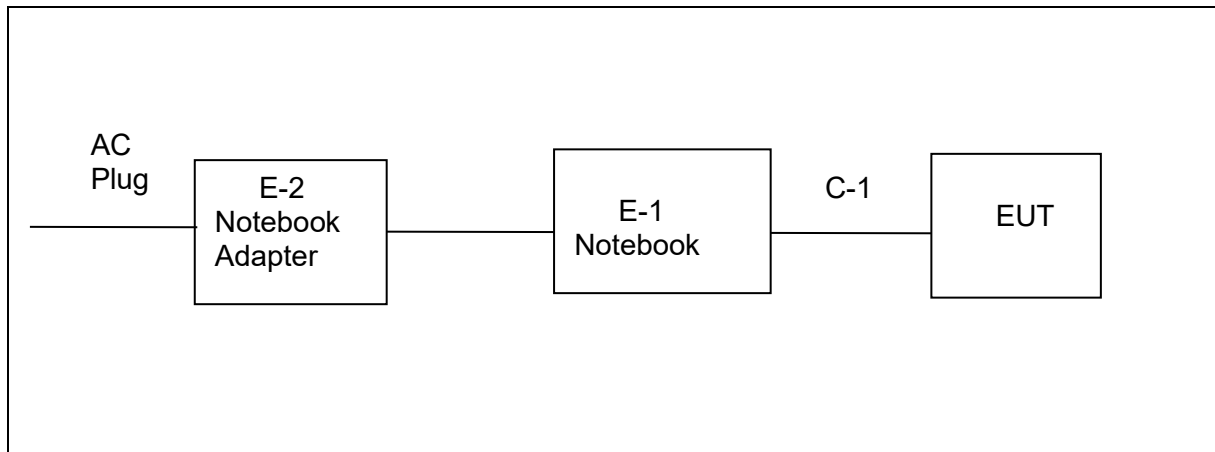 AC
Plug
E-2
Notebook
Adapter
E-1
Notebook
C-1
EUT